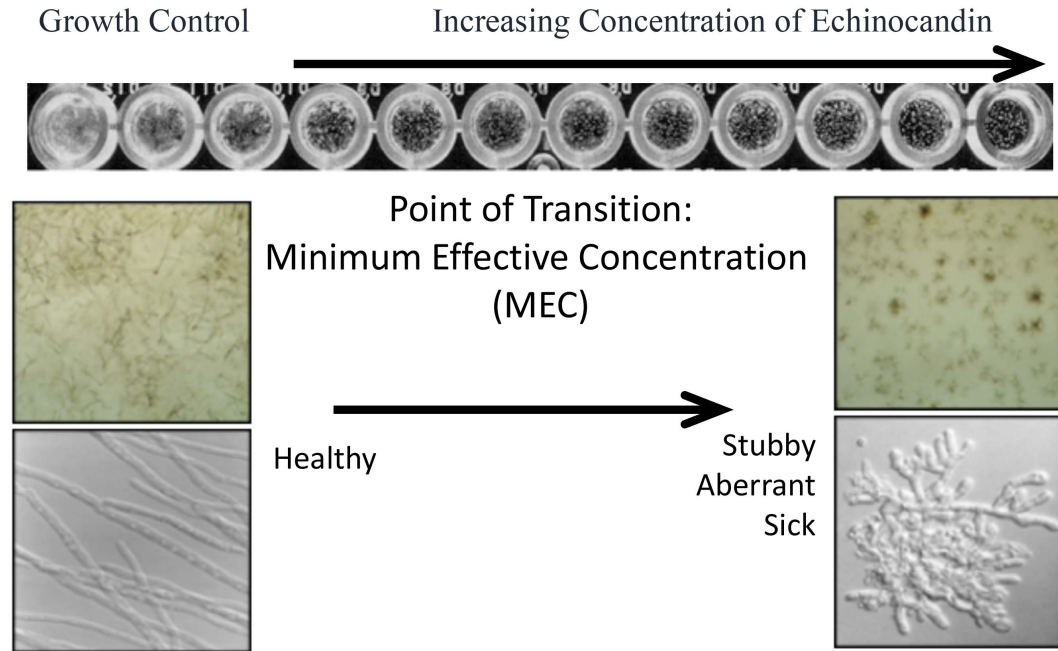 Growth Control
Increasing Concentration of Echinocandin
Point of Transition:
Minimum Effective Concentration
(MEC)
Healthy
Stubby
Aberrant
Sick